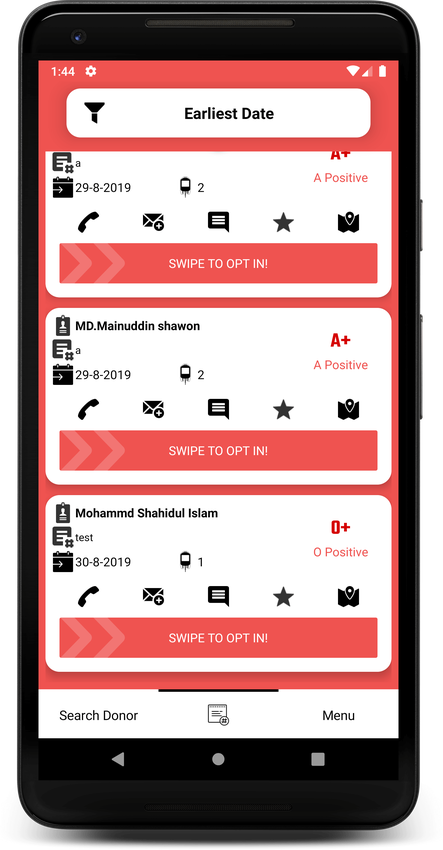 1:44
Earliest Date
A+
a
A Positive
29-8-2019 2
SWIPE TO OPT IN!
MD.Mainuddin shawon
A+
a
A Positive
29-8-2019 2
SWIPE TO OPT IN!
Mohammd Shahidul Islam
O+
test
O Positive
30-8-2019 1
SWIPE TO OPT IN!
Search Donor Menu